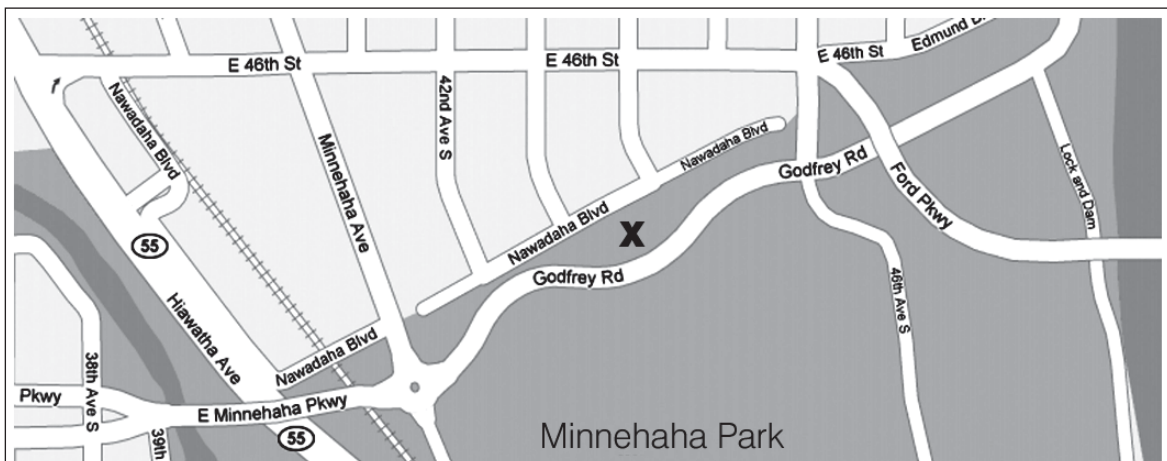 E 46th St
E 46th St
E 46th St
Edmund D
Nawadaha Blvd
42nd Ave S
Minnehaha Ave
Nawadaha Blvd
Godfrey Rd
Lock and Dam
Ford Pkwy
Nawadaha Blvd
X
55
Godfrey Rd
46th Ave S
Hiawatha Ave
Nawadaha Blvd
38th Ave S
Pkwy
E Minnehaha Pkwy
39th
55
Minnehaha Park